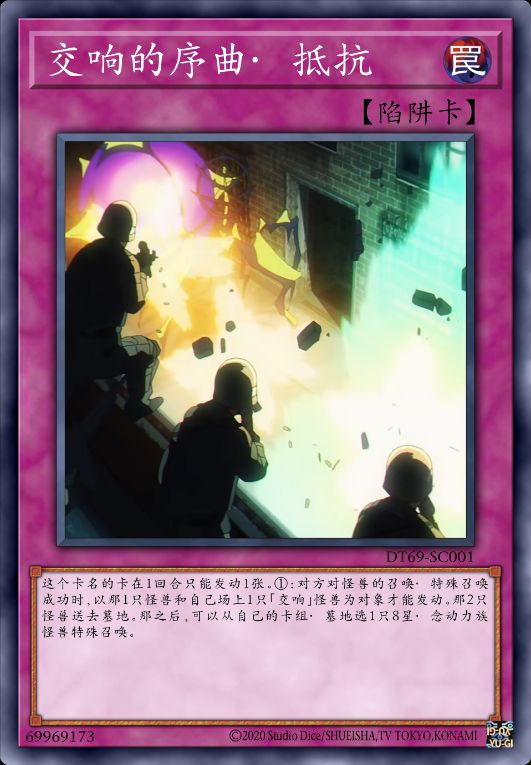 交响的序曲· 抵抗
罠
【陷阱卡】
DT69-SC001
这个卡名的卡在1回合只能发动1张。①:对方对怪兽的召唤· 特殊召唤
成功时,以那1只怪兽和自己场上1只「交响」怪兽为对象才能发动。那2只
怪兽送去墓地。那之后,可以从自己的卡组· 墓地选1只8星· 念动力族
怪兽特殊召唤。
69969173
©2020 Studio Dice/SHUEISHA,TV TOKYO,KONAMI